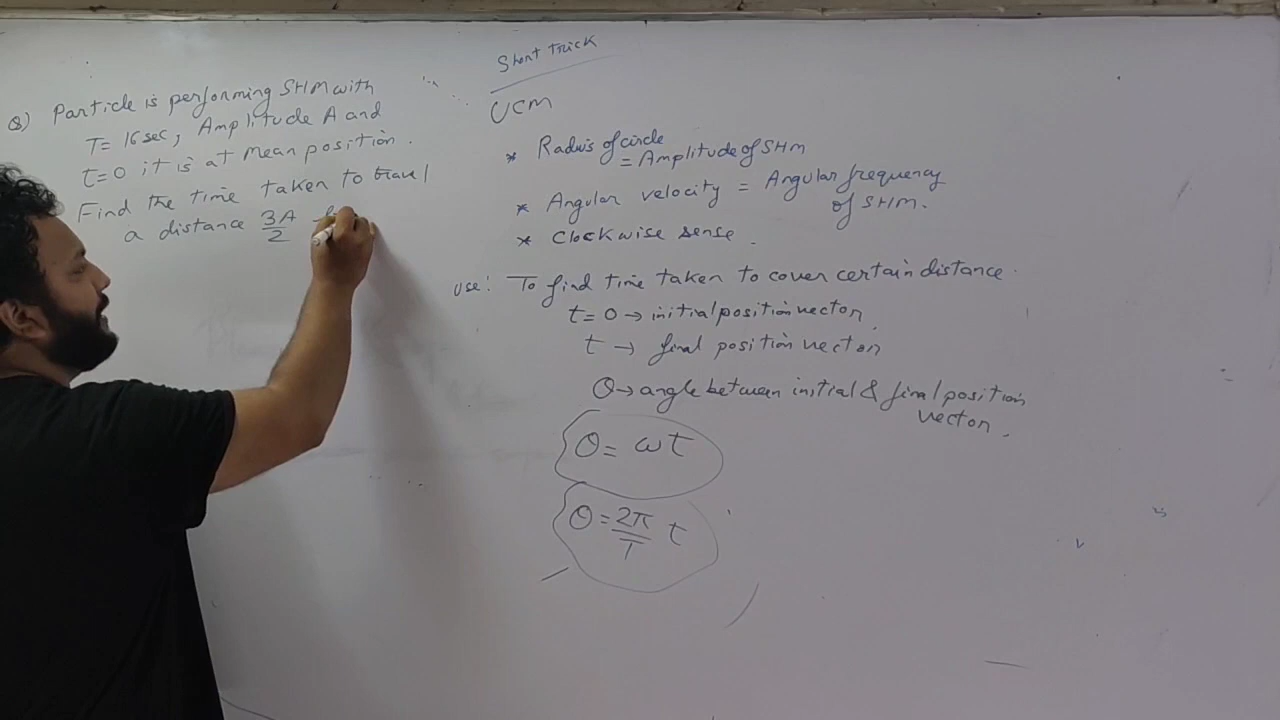 Q) Particle is performing SHM with
T= 16sec, Amplitude A and
t=0 it is at Mean position.
Find the time taken to travel
a distance 3A/2
Short trick
UCM
* Radius of circle
= Amplitude of SHM
* Angular velocity = Angular frequency
of SHM.
* Clockwise sense.
use: To find time taken to cover certain distance.
t=0 → initial position vector
t → final position vector
θ → angle between initial & final position
vector.
θ = ωt
θ = 2π/T t